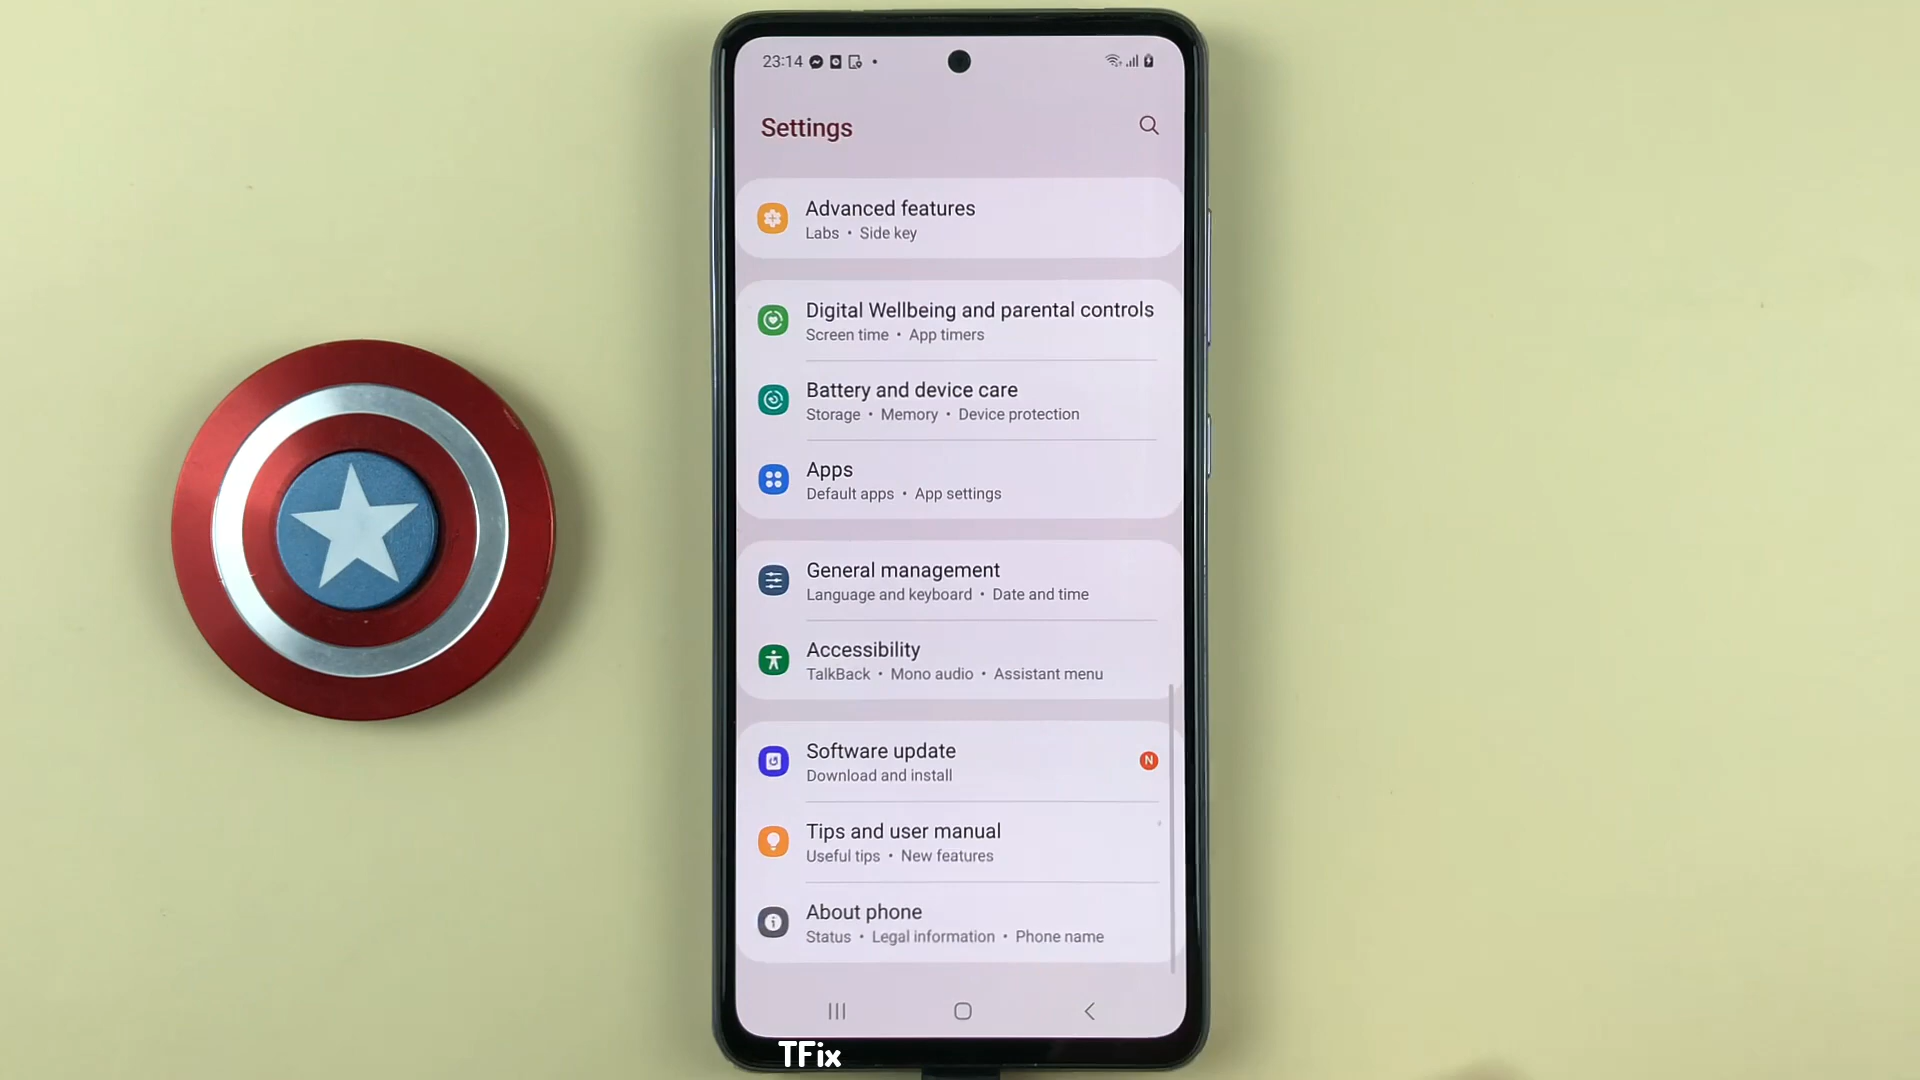 23:14
Settings
Advanced features
Labs • Side key
Digital Wellbeing and parental controls
Screen time • App timers
Battery and device care
Storage • Memory • Device protection
Apps
Default apps • App settings
General management
Language and keyboard • Date and time
Accessibility
TalkBack • Mono audio • Assistant menu
Software update
N
Download and install
Tips and user manual
Useful tips • New features
About phone
Status • Legal information • Phone name
TFix